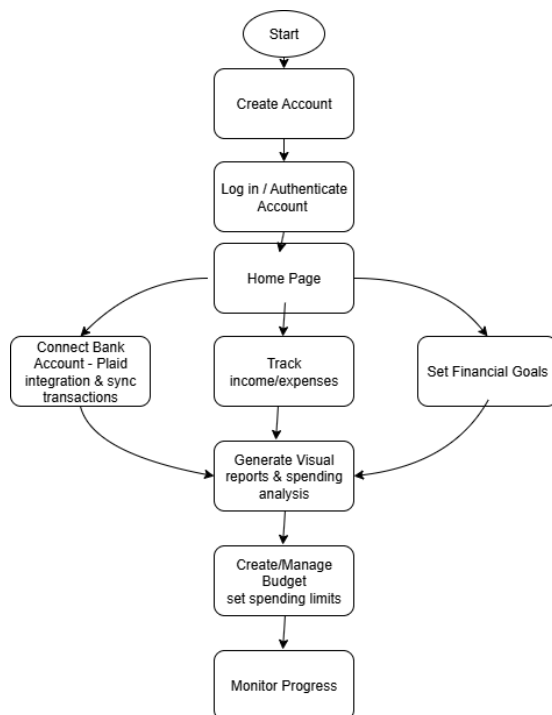 Start
Create Account
Log in / Authenticate
Account
Home Page
Connect Bank
Account - Plaid
integration & sync
transactions
Track
income/expenses
Set Financial Goals
Generate Visual
reports & spending
analysis
Create/Manage
Budget
set spending limits
Monitor Progress